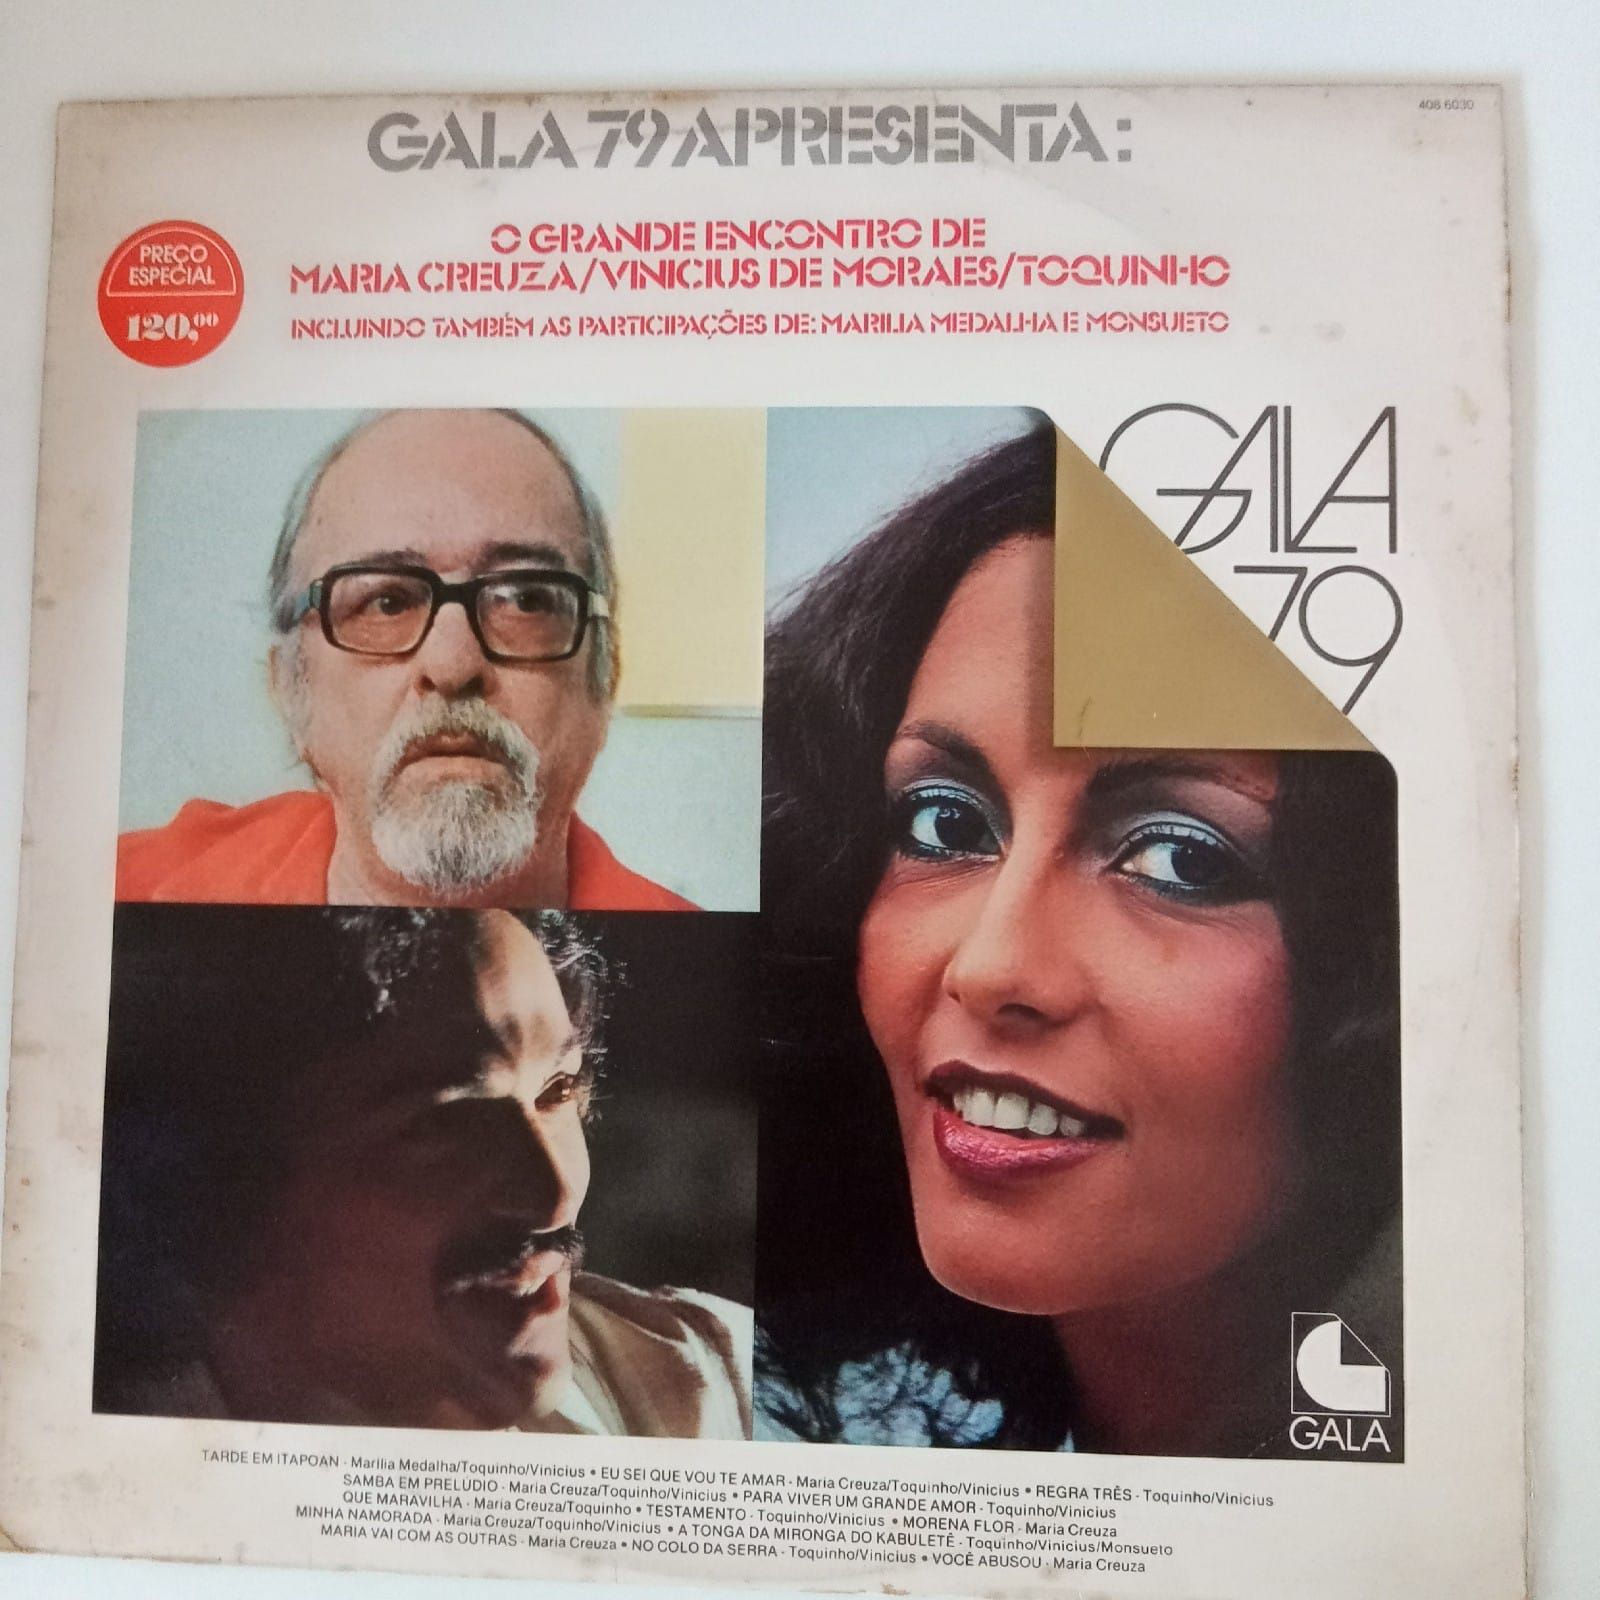 408.6030
GALA 79 APRESENTA:
O GRANDE ENCONTRO DE
MARIA CREUZA/VINICIUS DE MORAES/TOQUINHO
INCLUINDO TAMBÉM AS PARTICIPAÇÕES DE: MARILIA MEDALHA E MONSUETO
PREÇO
ESPECIAL
120,00
GALA
79
GALA
TARDE EM ITAPOAN - Marília Medalha/Toquinho/Vinicius • EU SEI QUE VOU TE AMAR - Maria Creuza/Toquinho/Vinicius • REGRA TRÊS - Toquinho/Vinicius
SAMBA EM PRELÚDIO - Maria Creuza/Toquinho/Vinicius • PARA VIVER UM GRANDE AMOR - Toquinho/Vinicius
QUE MARAVILHA - Maria Creuza/Toquinho • TESTAMENTO - Toquinho/Vinicius • MORENA FLOR - Maria Creuza
MINHA NAMORADA - Maria Creuza/Toquinho/Vinicius • A TONGA DA MIRONGA DO KABULETÊ - Toquinho/Vinicius/Monsueto
MARIA VAI COM AS OUTRAS - Maria Creuza • NO COLO DA SERRA - Toquinho/Vinicius • VOCÊ ABUSOU - Maria Creuza